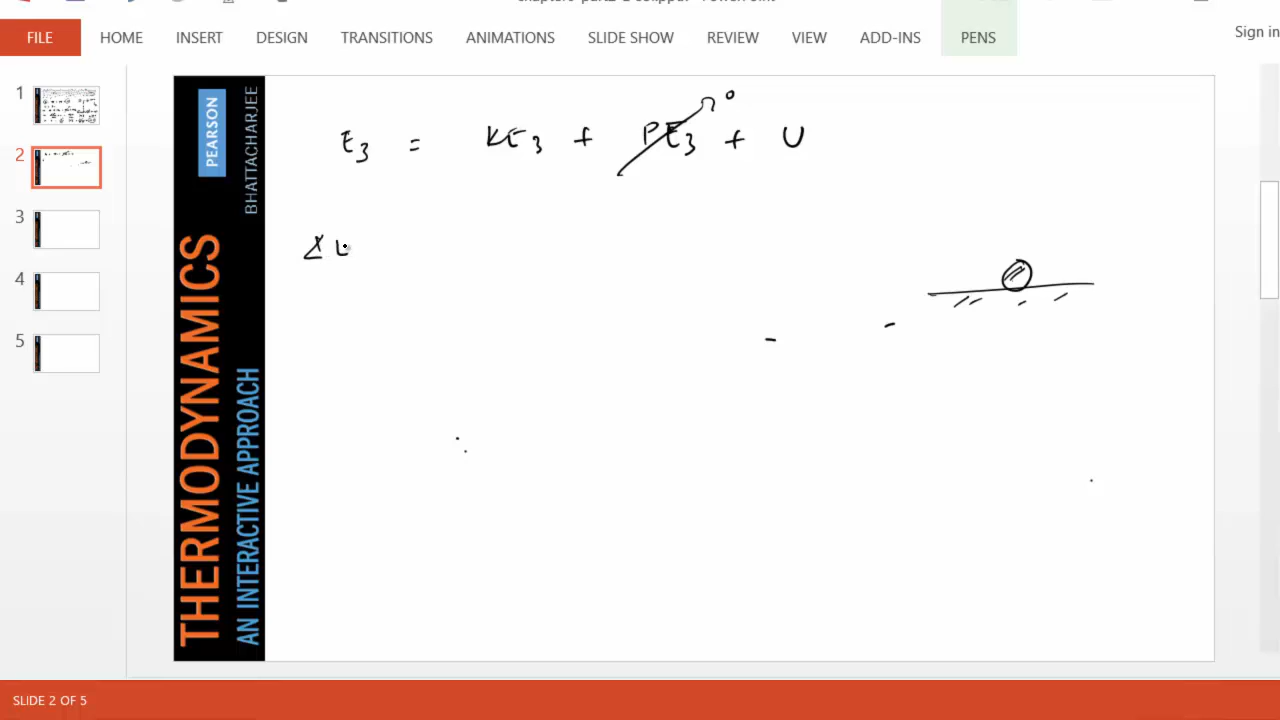 FILE HOME INSERT DESIGN TRANSITIONS ANIMATIONS SLIDE SHOW REVIEW VIEW ADD-INS PENS Sign in
1
2
3
4
5
PEARSON
BHATTACHARJEE
THERMODYNAMICS
AN INTERACTIVE APPROACH
E3 = KE3 + PE3 + U
0
SLIDE 2 OF 5